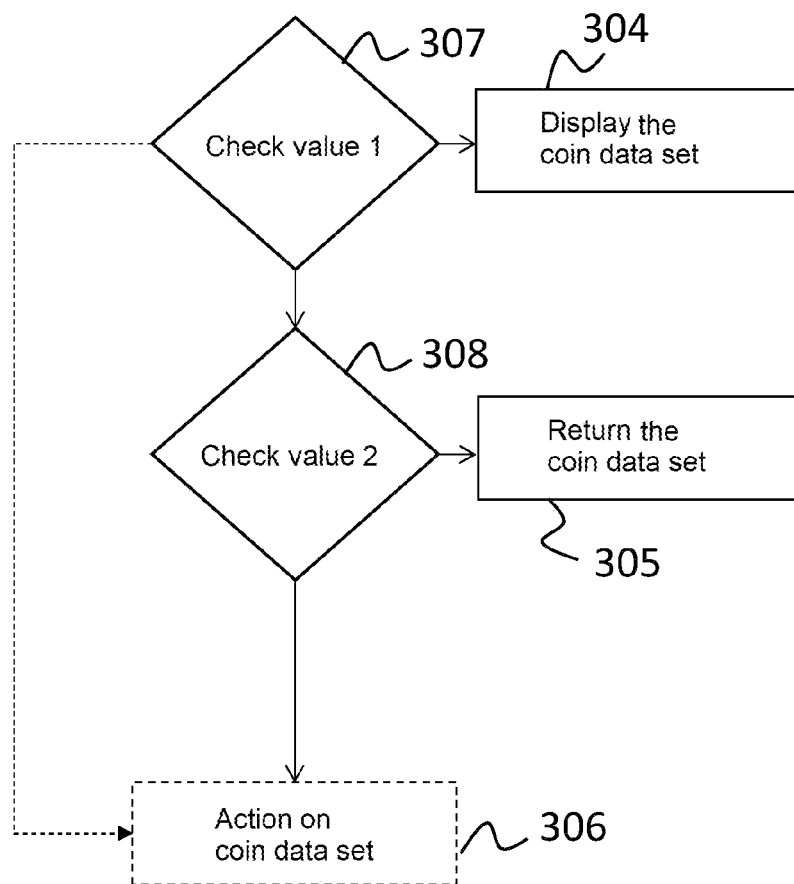 307
304
Check value 1
Display the
coin data set
308
Check value 2
Return the
coin data set
305
Action on
coin data set
306